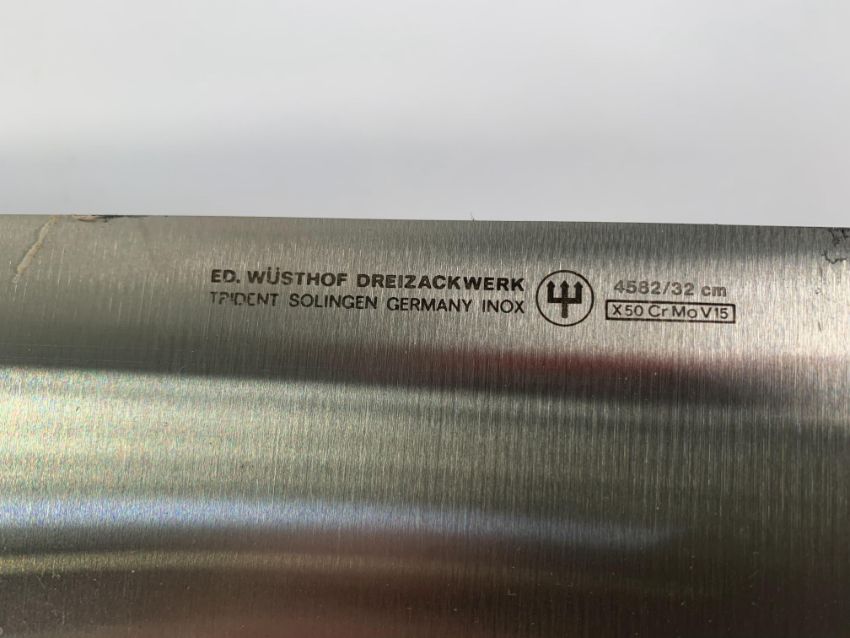 ED. WÜSTHOF DREIZACKWERK
TRIDENT SOLINGEN GERMANY INOX
4582/32 cm
X50 Cr Mo V15